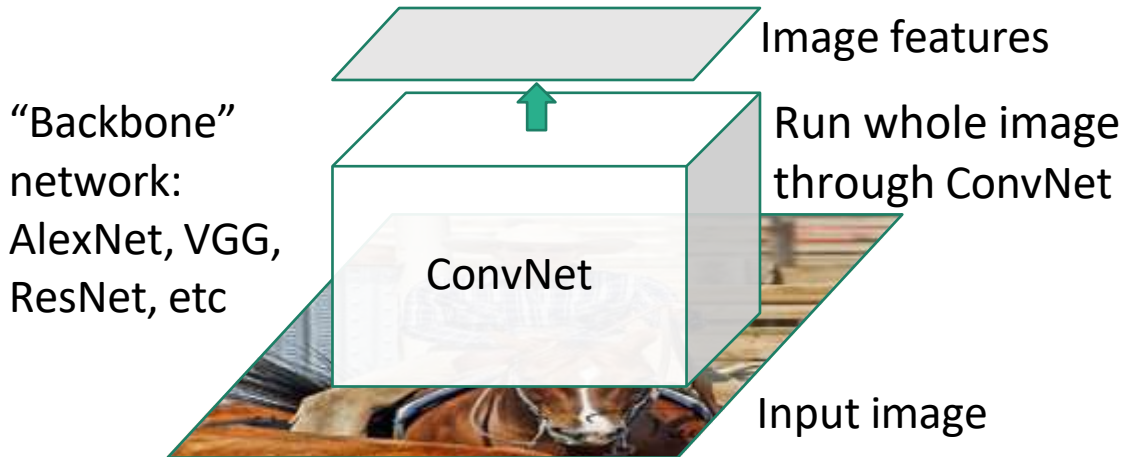 Image features
“Backbone”
network:
AlexNet, VGG,
ResNet, etc
Run whole image
through ConvNet
ConvNet
Input image